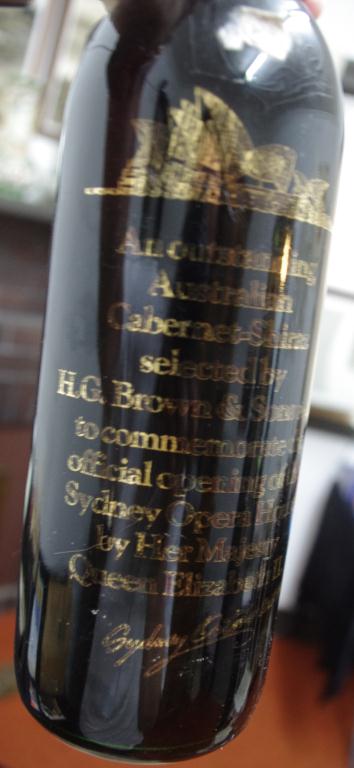 An outstanding
Australian
Cabernet-Shiraz
selected by
H.G. Brown & Sons
to commemorate
official opening of
Sydney Opera
by Her Majesty
Queen Elizabeth II
Sydney